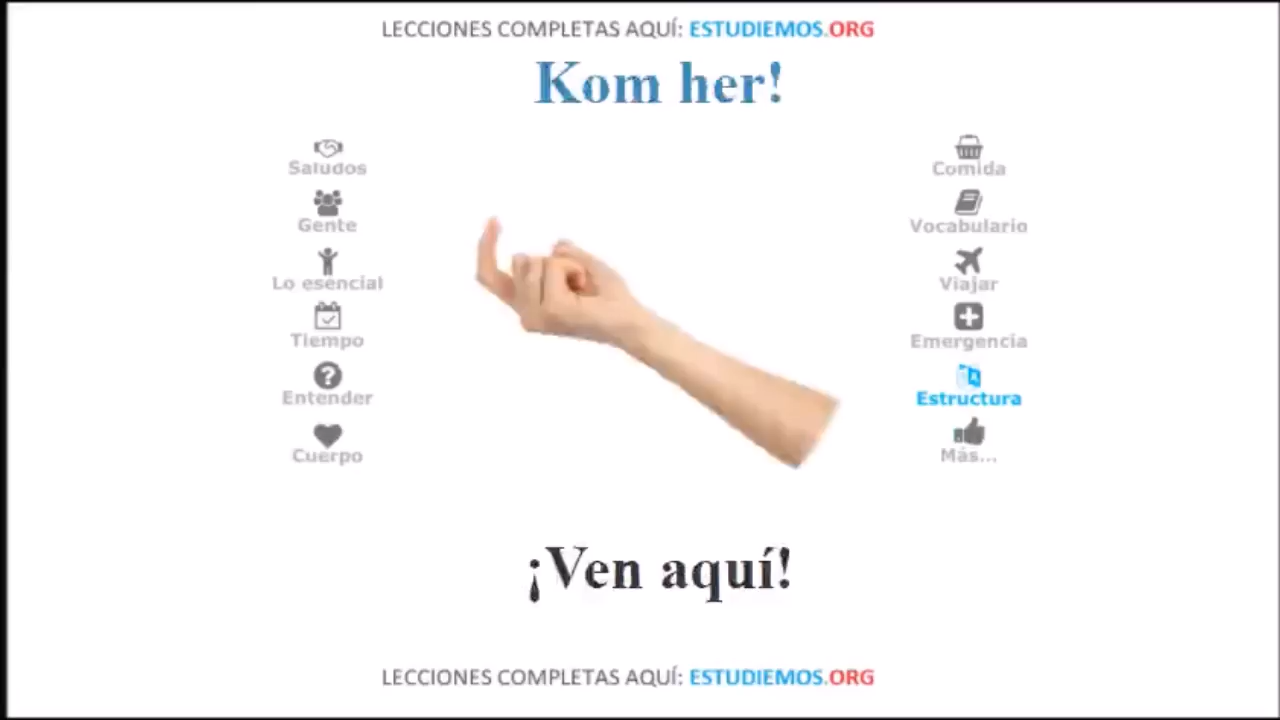 LECCIONES COMPLETAS AQUÍ: ESTUDIEMOS.ORG
Kom her!
Saludos
Gente
Lo esencial
Tiempo
Entender
Cuerpo
Comida
Vocabulario
Viajar
Emergencia
Estructura
Más...
¡Ven aquí!
LECCIONES COMPLETAS AQUÍ: ESTUDIEMOS.ORG